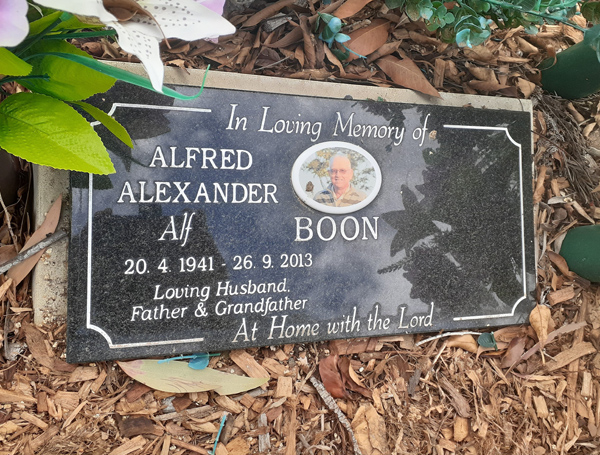 In Loving Memory of
ALFRED
ALEXANDER
Alf BOON
20. 4. 1941 - 26. 9. 2013
Loving Husband,
Father & Grandfather
At Home with the Lord